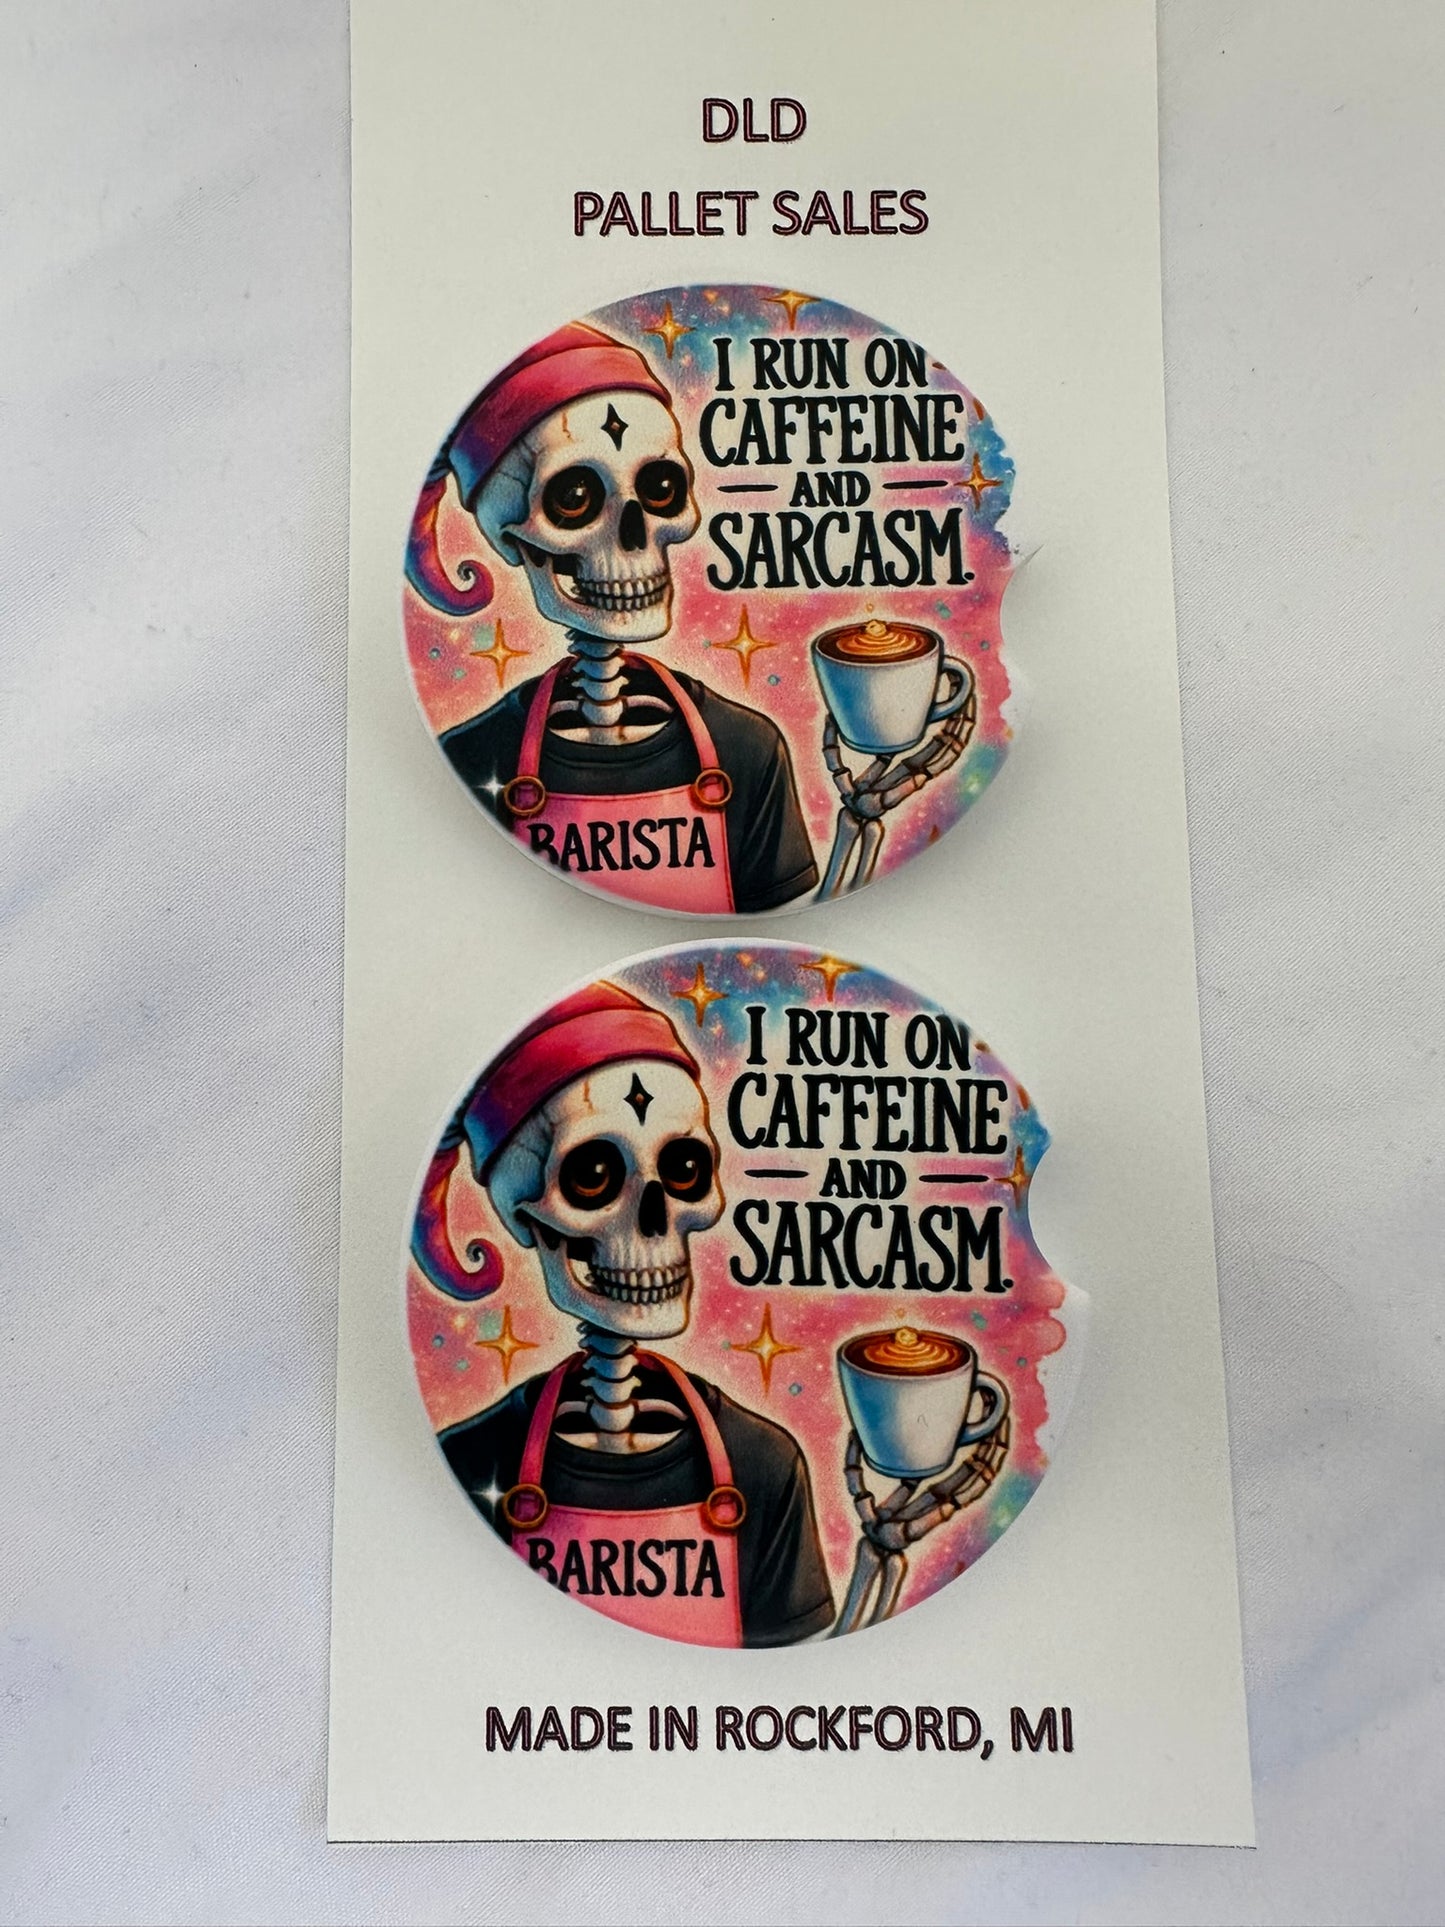 DLD
PALLET SALES
I RUN ON
CAFFEINE
AND
SARCASM.
BARISTA
I RUN ON
CAFFEINE
AND
SARCASM.
BARISTA
MADE IN ROCKFORD, MI